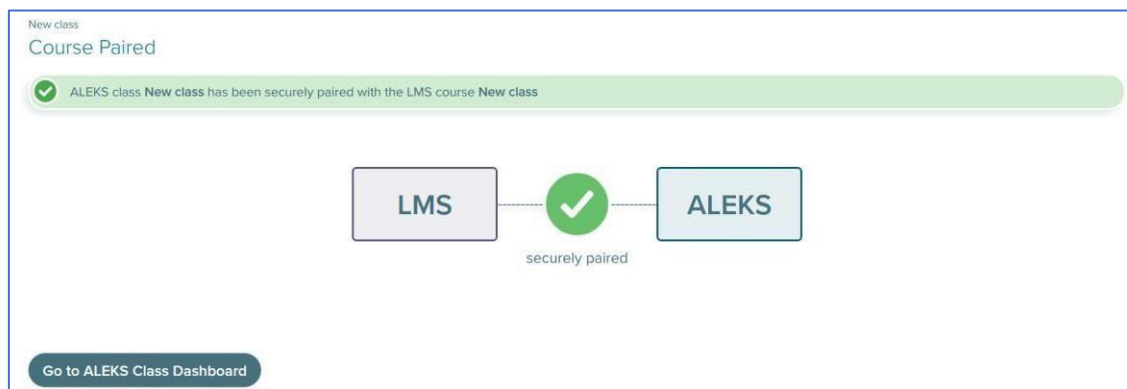 New class
Course Paired
ALEKS class New class has been securely paired with the LMS course New class
LMS
ALEKS
securely paired
Go to ALEKS Class Dashboard